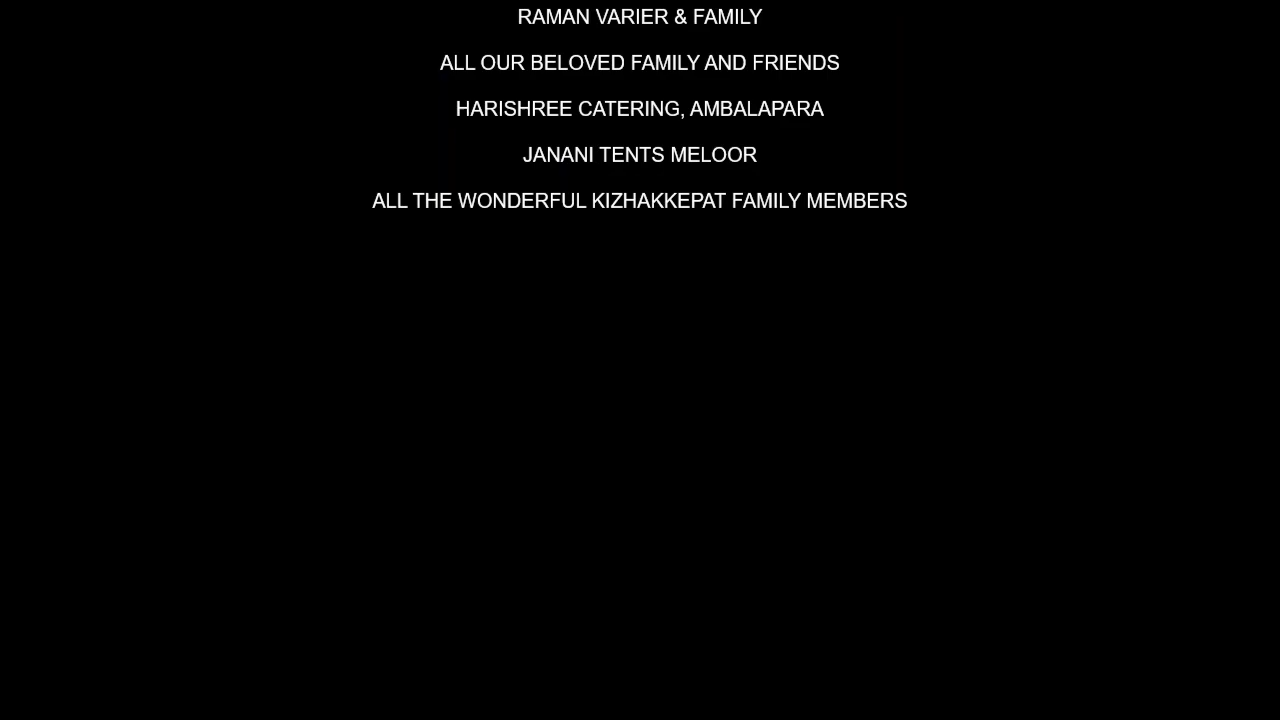 RAMAN VARIER & FAMILY
ALL OUR BELOVED FAMILY AND FRIENDS
HARISHREE CATERING, AMBALAPARA
JANANI TENTS MELOOR
ALL THE WONDERFUL KIZHAKKEPAT FAMILY MEMBERS